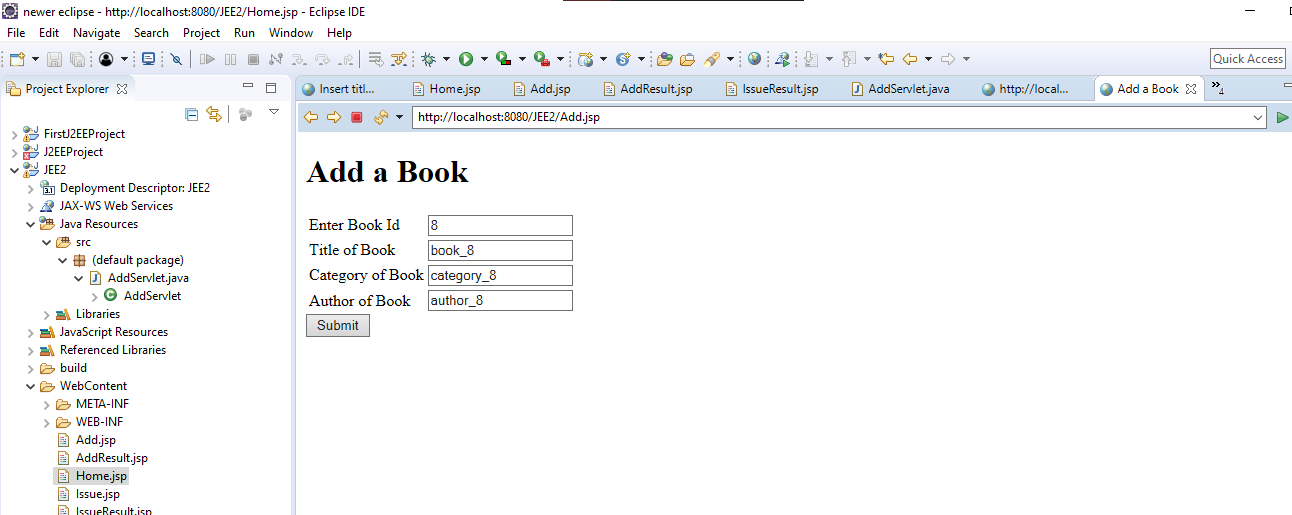 newer eclipse - http://localhost:8080/JEE2/Home.jsp - Eclipse IDE
File Edit Navigate Search Project Run Window Help
Quick Access
Project Explorer
Insert titl... Home.jsp Add.jsp AddResult.jsp IssueResult.jsp AddServlet.java http://local... Add a Book »4
http://localhost:8080/JEE2/Add.jsp
FirstJ2EEProject
J2EEProject
JEE2
Deployment Descriptor: JEE2
JAX-WS Web Services
Java Resources
src
(default package)
AddServlet.java
AddServlet
Libraries
JavaScript Resources
Referenced Libraries
build
WebContent
META-INF
WEB-INF
Add.jsp
AddResult.jsp
Home.jsp
Issue.jsp
IssueResult.jsp
Add a Book
Enter Book Id 8
Title of Book book_8
Category of Book category_8
Author of Book author_8
Submit